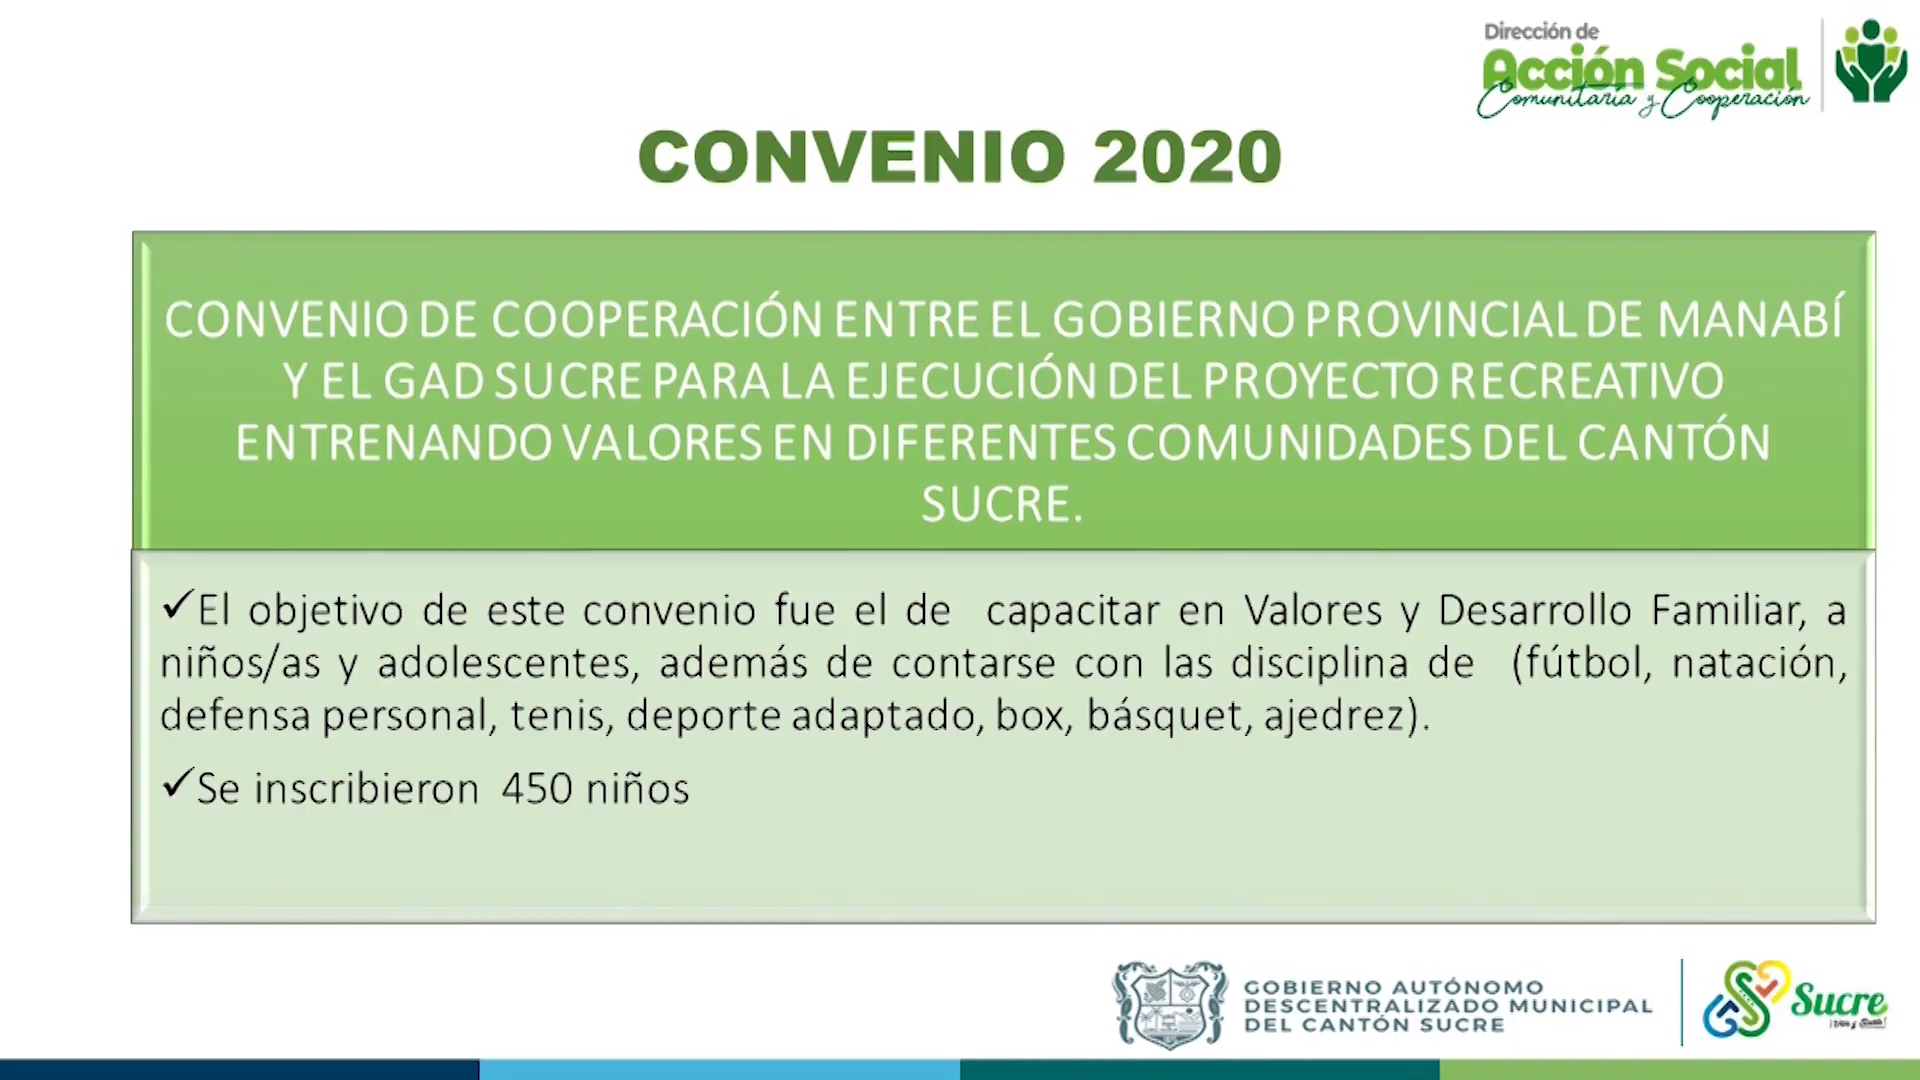 Dirección de
Acción Social
Comunitaria y Cooperación
CONVENIO 2020
CONVENIO DE COOPERACIÓN ENTRE EL GOBIERNO PROVINCIAL DE MANABÍ
Y EL GAD SUCRE PARA LA EJECUCIÓN DEL PROYECTO RECREATIVO
ENTRENANDO VALORES EN DIFERENTES COMUNIDADES DEL CANTÓN
SUCRE.
✓El objetivo de este convenio fue el de capacitar en Valores y Desarrollo Familiar, a
niños/as y adolescentes, además de contarse con las disciplina de (fútbol, natación,
defensa personal, tenis, deporte adaptado, box, básquet, ajedrez).
✓Se inscribieron 450 niños
GOBIERNO AUTÓNOMO
DESCENTRALIZADO MUNICIPAL
DEL CANTÓN SUCRE
Sucre